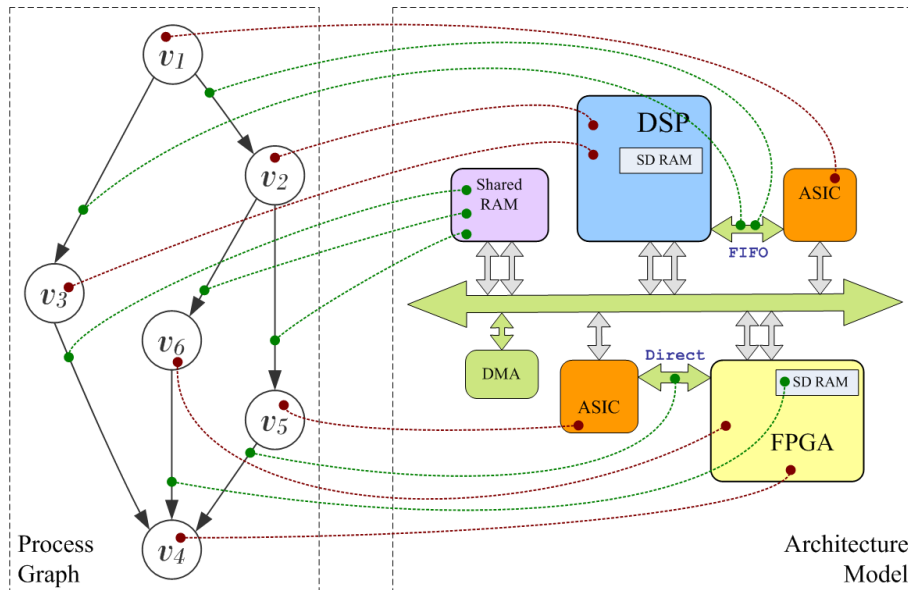 v1
DSP
SD RAM
v2
Shared
RAM
ASIC
FIFO
v3
v6
Direct
DMA
SD RAM
ASIC
v5
FPGA
v4
Process
Graph
Architecture
Model